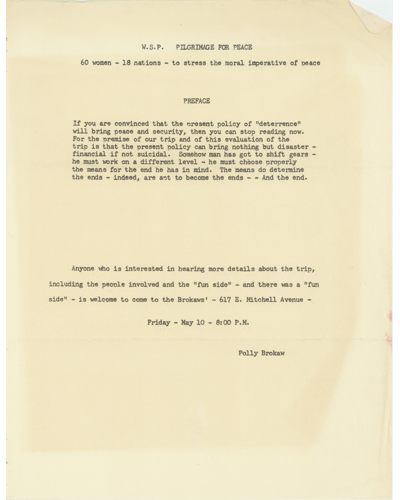 W.S.P. PILGRIMAGE FOR PEACE
60 women - 18 nations - to stress the moral imperative of peace
PREFACE
If you are convinced that the present policy of "deterrence"
will bring peace and security, then you can stop reading now.
For the premise of our trip and of this evaluation of the
trip is that the present policy can bring nothing but disaster -
financial if not suicidal. Somehow man has got to shift gears -
he must work on a different level - he must choose properly
the means for the end he has in mind. The means do determine
the ends - indeed, are apt to become the ends - - And the end.
Anyone who is interested in hearing more details about the trip,
including the people involved and the "fun side" - and there was a "fun
side" - is welcome to come to the Brokaws' - 617 E. Mitchell Avenue -
Friday - May 10 - 8:00 P.M.
Polly Brokaw